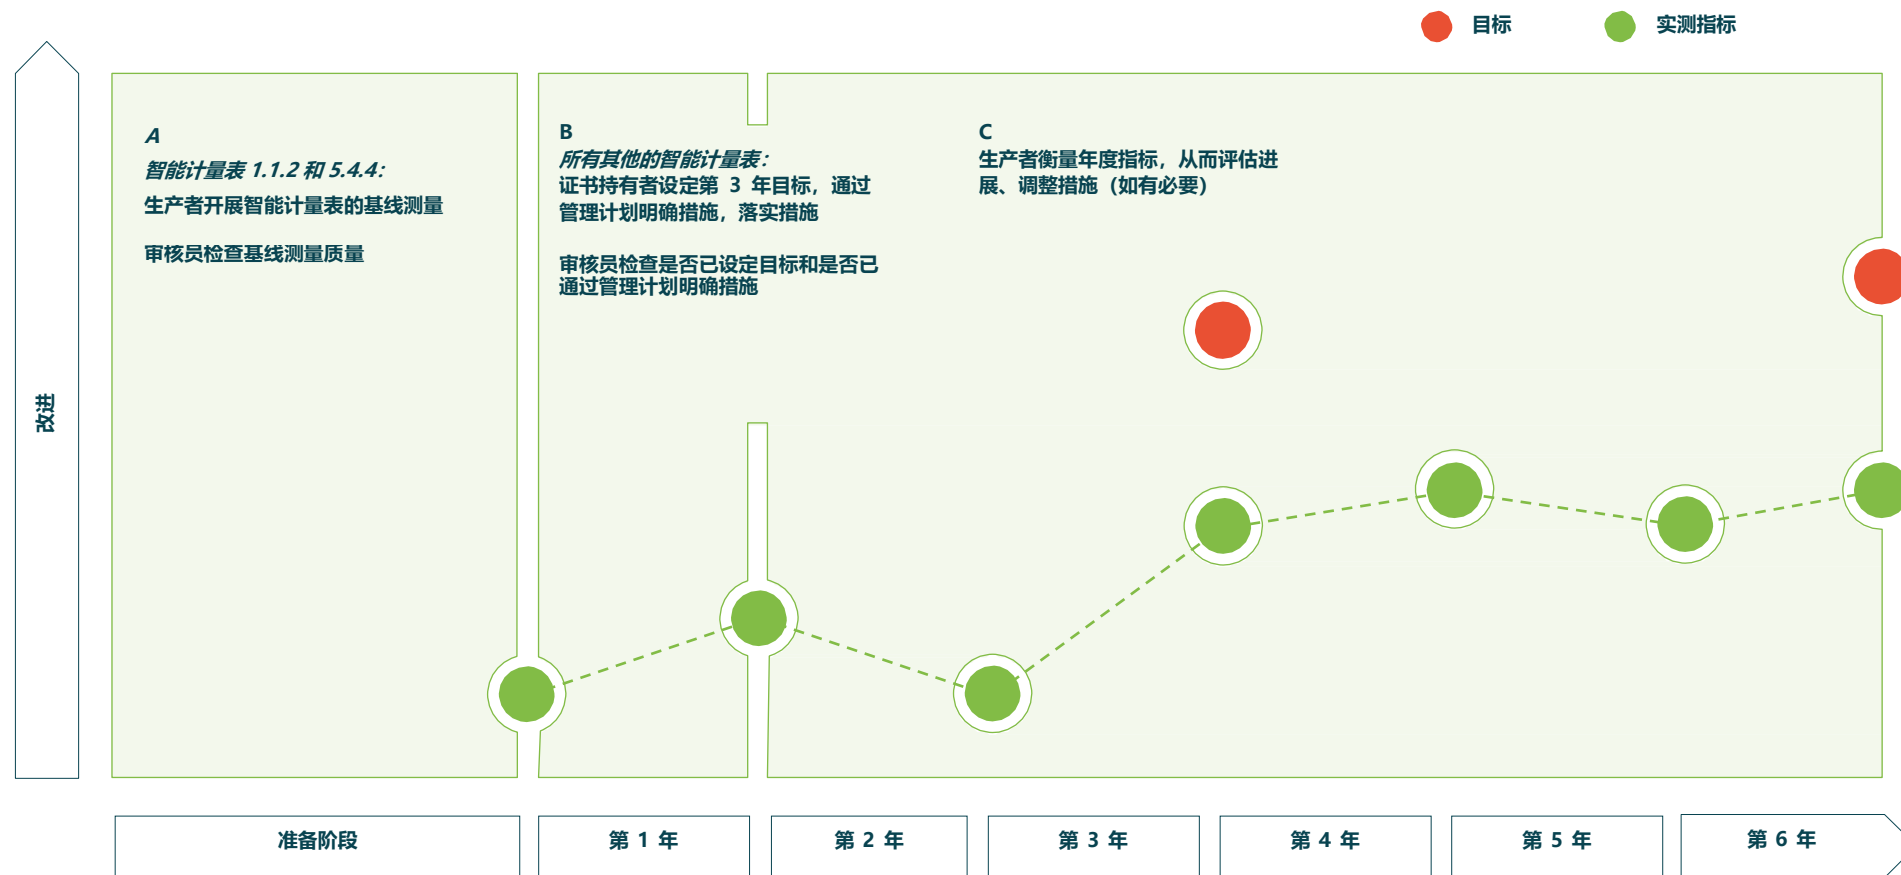 目标
实测指标
改进
A
智能计量表 1.1.2 和 5.4.4:
生产者开展智能计量表的基线测量
审核员检查基线测量质量
B
所有其他的智能计量表：
证书持有者设定第 3 年目标，通过
管理计划明确措施，落实措施
审核员检查是否已设定目标和是否已
通过管理计划明确措施
C
生产者衡量年度指标，从而评估进
展、调整措施（如有必要）
准备阶段
第 1 年
第 2 年
第 3 年
第 4 年
第 5 年
第 6 年